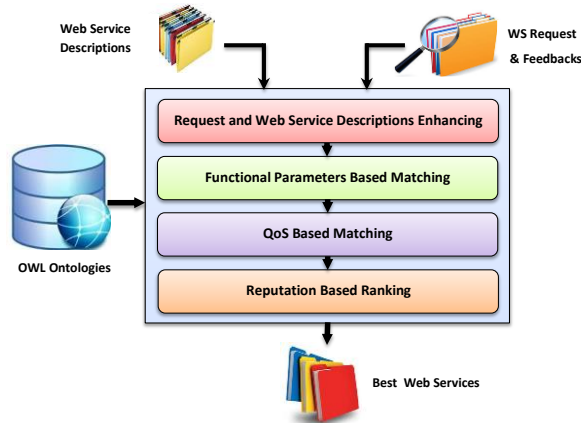 Web Service
Descriptions
WS Request
& Feedbacks
Request and Web Service Descriptions Enhancing
Functional Parameters Based Matching
QoS Based Matching
OWL Ontologies
Reputation Based Ranking
Best Web Services